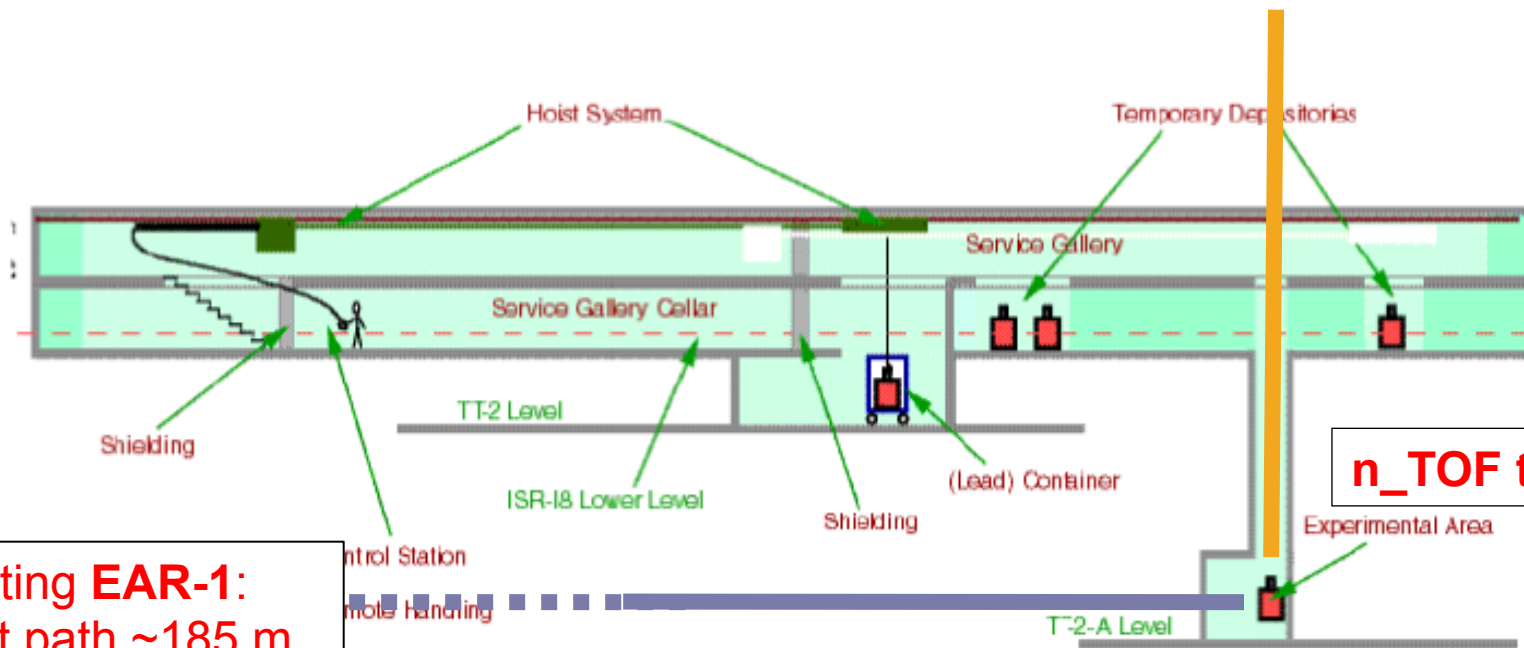 Hoist System
Temporary Depositories
Service Gallery
Service Gallery Cellar
TT-2 Level
Shielding
(Lead) Container
n_TOF t
ISR-I8 Lower Level
Shielding
Experimental Area
ntrol Station
ting EAR-1:
mote Handling
t path ~185 m
TT-2-A Level